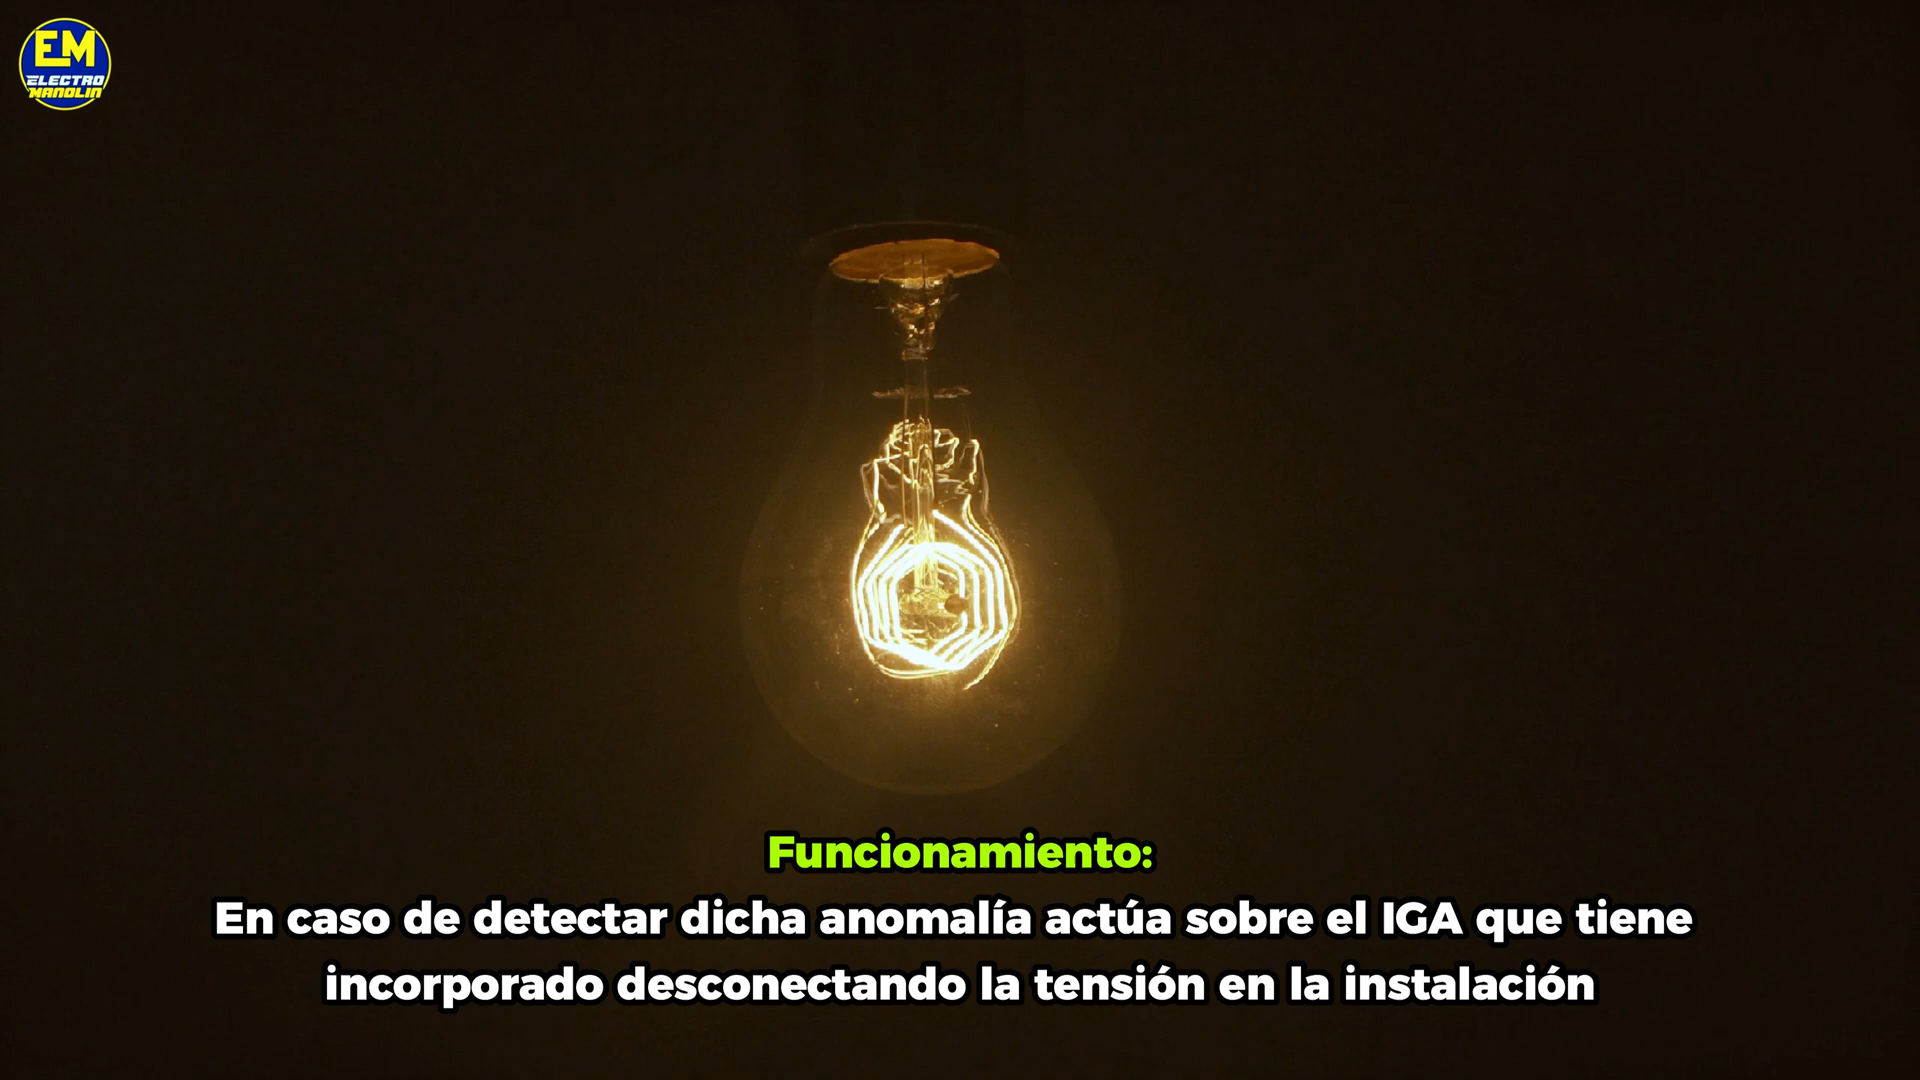 EM
ELECTRO
MANOLIN
Funcionamiento:
En caso de detectar dicha anomalía actúa sobre el IGA que tiene
incorporado desconectando la tensión en la instalación